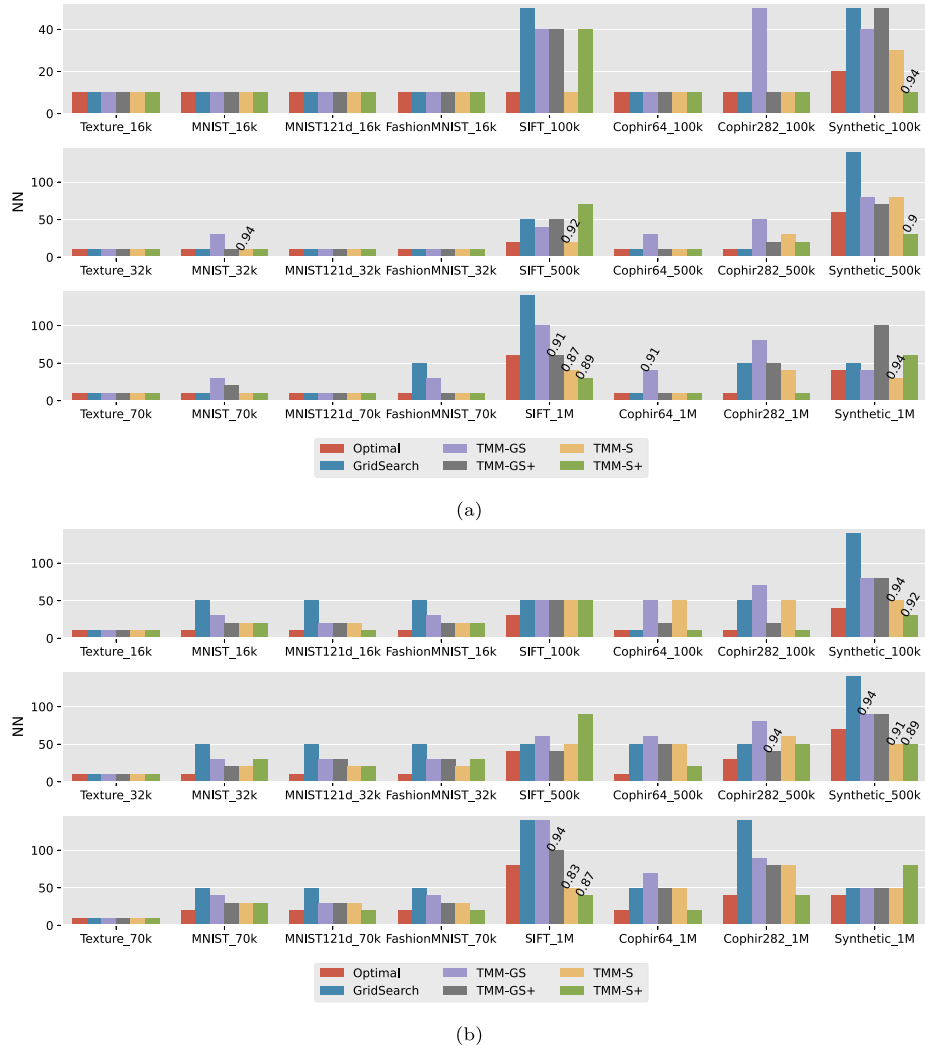 40
20
0
0.94
Texture_16k MNIST_16k MNIST121d_16k FashionMNIST_16k SIFT_100k Cophir64_100k Cophir282_100k Synthetic_100k
NN
100
50
0
0.94 0.92 0.9
Texture_32k MNIST_32k MNIST121d_32k FashionMNIST_32k SIFT_500k Cophir64_500k Cophir282_500k Synthetic_500k
100
50
0
0.91 0.87 0.89 0.91 0.94
Texture_70k MNIST_70k MNIST121d_70k FashionMNIST_70k SIFT_1M Cophir64_1M Cophir282_1M Synthetic_1M
Optimal TMM-GS TMM-S
GridSearch TMM-GS+ TMM-S+
(a)
100
50
0
0.94 0.92
Texture_16k MNIST_16k MNIST121d_16k FashionMNIST_16k SIFT_100k Cophir64_100k Cophir282_100k Synthetic_100k
NN
100
50
0
0.94 0.94 0.91 0.89
Texture_32k MNIST_32k MNIST121d_32k FashionMNIST_32k SIFT_500k Cophir64_500k Cophir282_500k Synthetic_500k
100
50
0
0.94 0.83 0.87
Texture_70k MNIST_70k MNIST121d_70k FashionMNIST_70k SIFT_1M Cophir64_1M Cophir282_1M Synthetic_1M
Optimal TMM-GS TMM-S
GridSearch TMM-GS+ TMM-S+
(b)